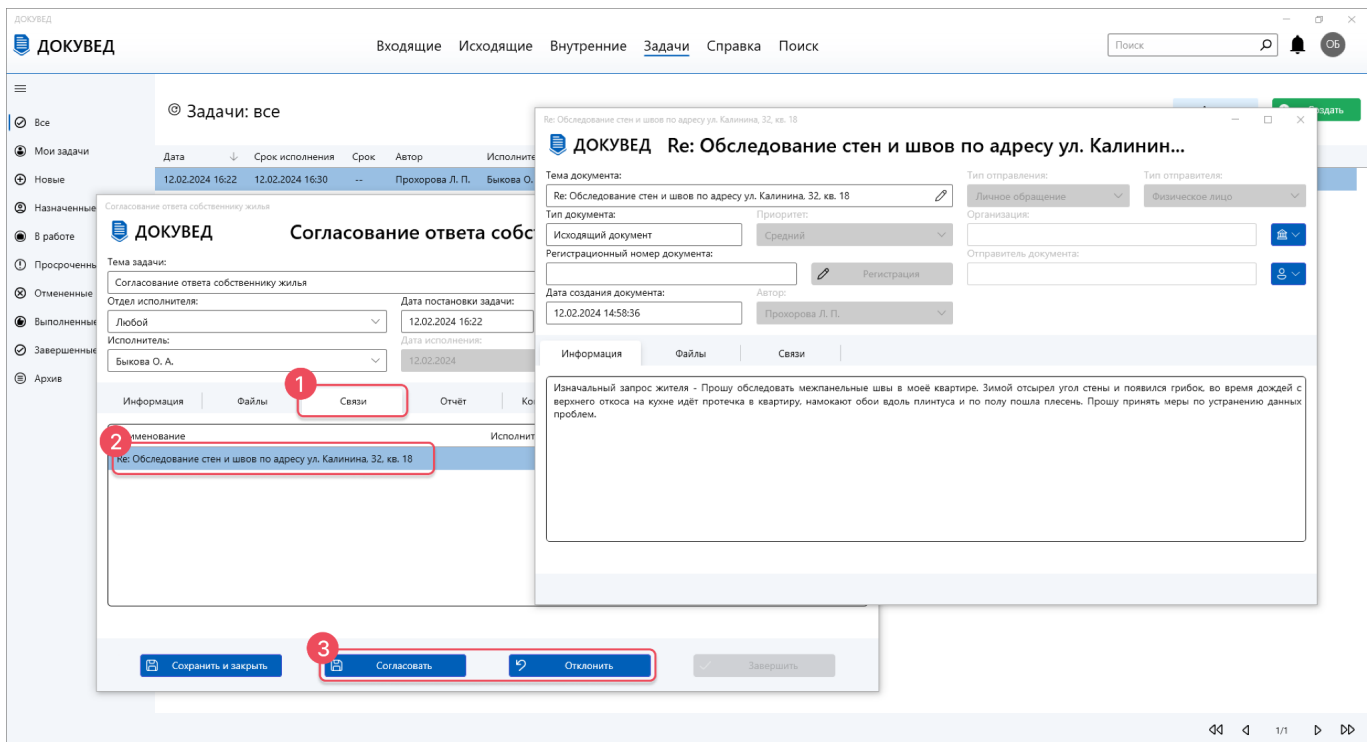 ДОКУВЕД
ДОКУВЕД
Входящие Исходящие Внутренние Задачи Справка Поиск
Поиск
ОБ
Все
Мои задачи
Новые
Назначенные
В работе
Просроченны
Отмененные
Выполненные
Завершенные
Архив
Задачи: все
Создать
Дата Срок исполнения Срок Автор Исполните
12.02.2024 16:22 12.02.2024 16:30 -- Прохорова Л. П. Быкова О.
Согласование ответа собственнику жилья
ДОКУВЕД Согласование ответа собс
Тема задачи:
Согласование ответа собственнику жилья
Отдел исполнителя: Дата постановки задачи:
Любой 12.02.2024 16:22
Исполнитель: Дата исполнения:
Быкова О. А. 12.02.2024
1
Информация Файлы Связи Отчёт Ко
2
именование Исполнит
Re: Обследование стен и швов по адресу ул. Калинина, 32, кв. 18
3
Сохранить и закрыть Согласовать Отклонить Завершить
Re: Обследование стен и швов по адресу ул. Калинина, 32, кв. 18
ДОКУВЕД Re: Обследование стен и швов по адресу ул. Калинин...
Тема документа: Тип отправления: Тип отправителя:
Re: Обследование стен и швов по адресу ул. Калинина, 32, кв. 18 Личное обращение Физическое лицо
Тип документа: Приоритет: Организация:
Исходящий документ Средний
Регистрационный номер документа: Отправитель документа:
Регистрация
Дата создания документа: Автор:
12.02.2024 14:58:36 Прохорова Л. П.
Информация Файлы Связи
Изначальный запрос жителя - Прошу обследовать межпанельные швы в моей квартире. Зимой отсырел угол стены и появился грибок, во время дождей с
верхнего откоса на кухне идёт протечка в квартиру, намокают обои вдоль плинтуса и по полу пошла плесень. Прошу принять меры по устранению данных
проблем.
1/1